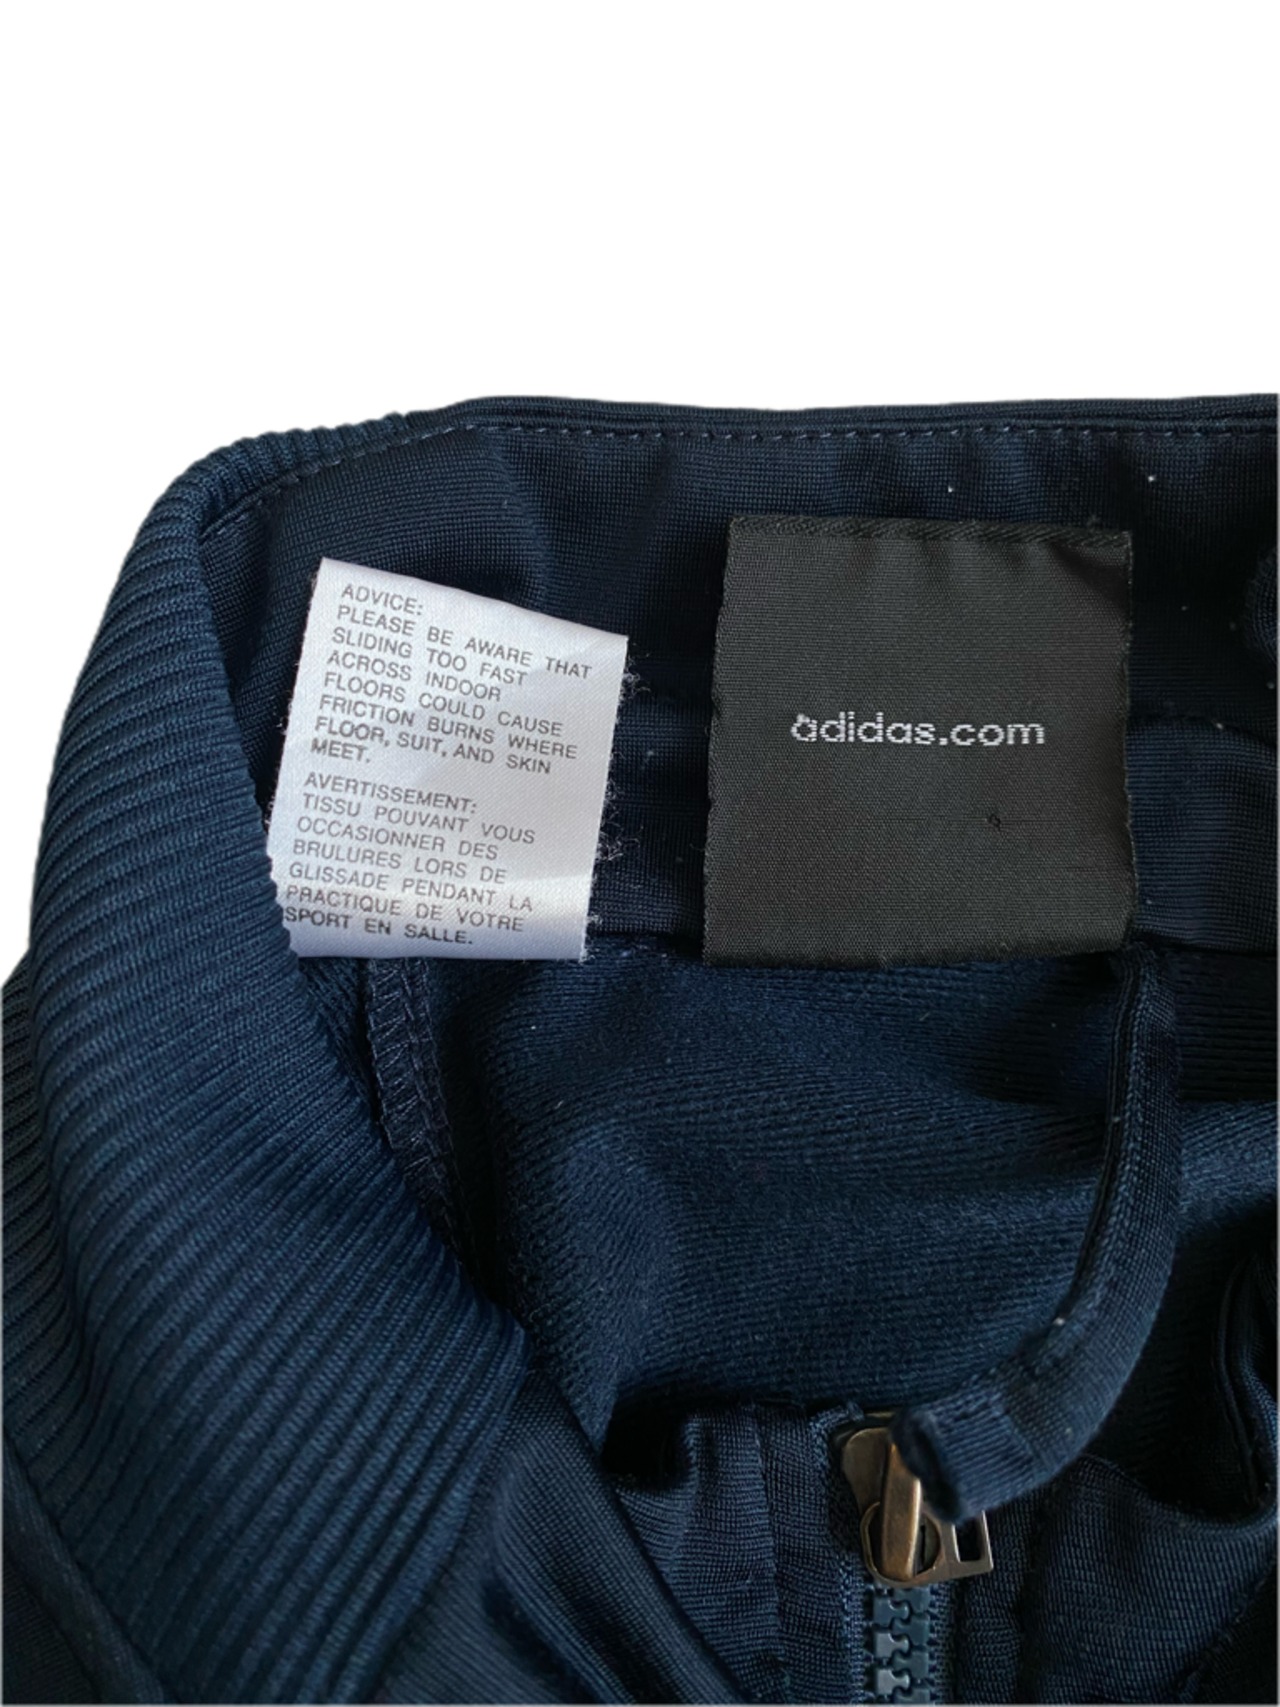 ADVICE:
PLEASE BE AWARE THAT
SLIDING TOO FAST
ACROSS INDOOR
FLOORS COULD CAUSE
FRICTION BURNS WHERE
FLOOR, SUIT, AND SKIN
MEET.
AVERTISSEMENT:
TISSU POUVANT VOUS
OCCASIONNER DES
BRULURES LORS DE
GLISSADE PENDANT LA
PRACTIQUE DE VOTRE
SPORT EN SALLE.
adidas.com